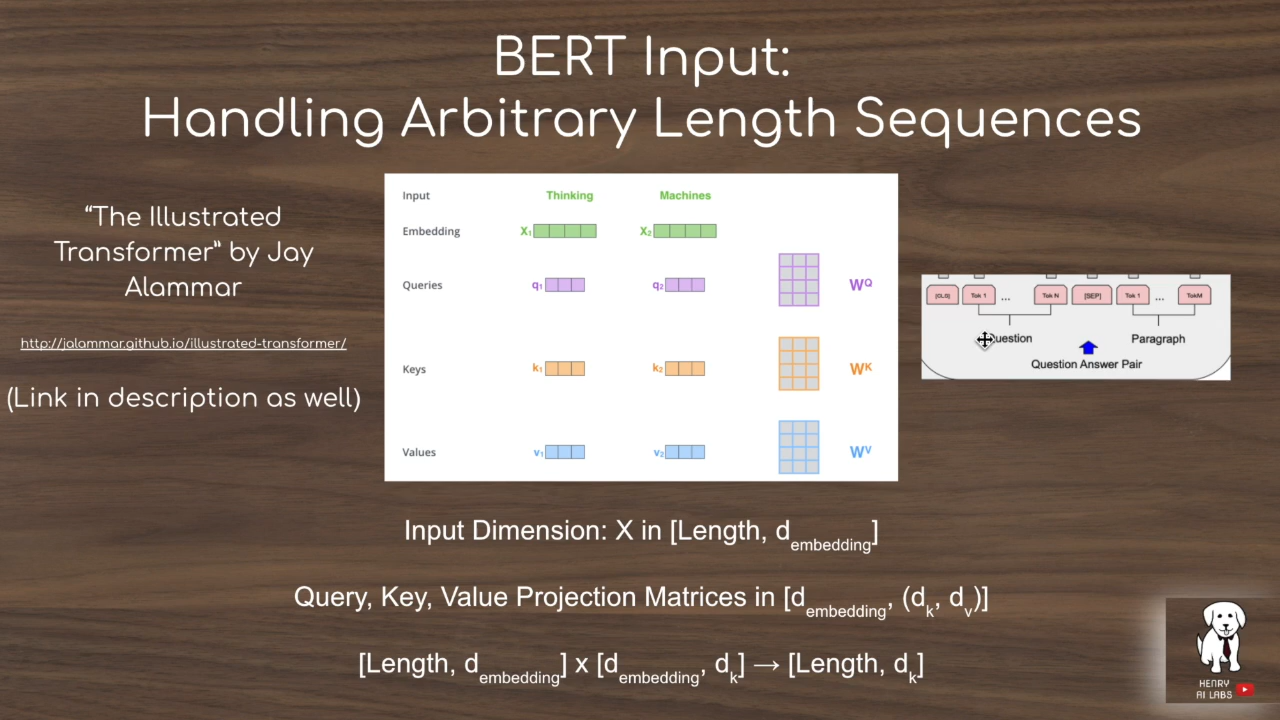 BERT Input:
Handling Arbitrary Length Sequences
“The Illustrated
Transformer” by Jay
Alammar
http://jalammar.github.io/illustrated-transformer/
(Link in description as well)
Input Thinking Machines
Embedding X1 X2
Queries q1 q2 WQ
Keys k1 k2 WK
Values v1 v2 WV
[CLS] Tok 1 ... Tok N [SEP] Tok 1 ... TokM
uestion Paragraph
Question Answer Pair
Input Dimension: X in [Length, dembedding]
Query, Key, Value Projection Matrices in [dembedding, (dk, dv)]
[Length, dembedding] x [dembedding, dk] → [Length, dk]
HENRY
AI LABS